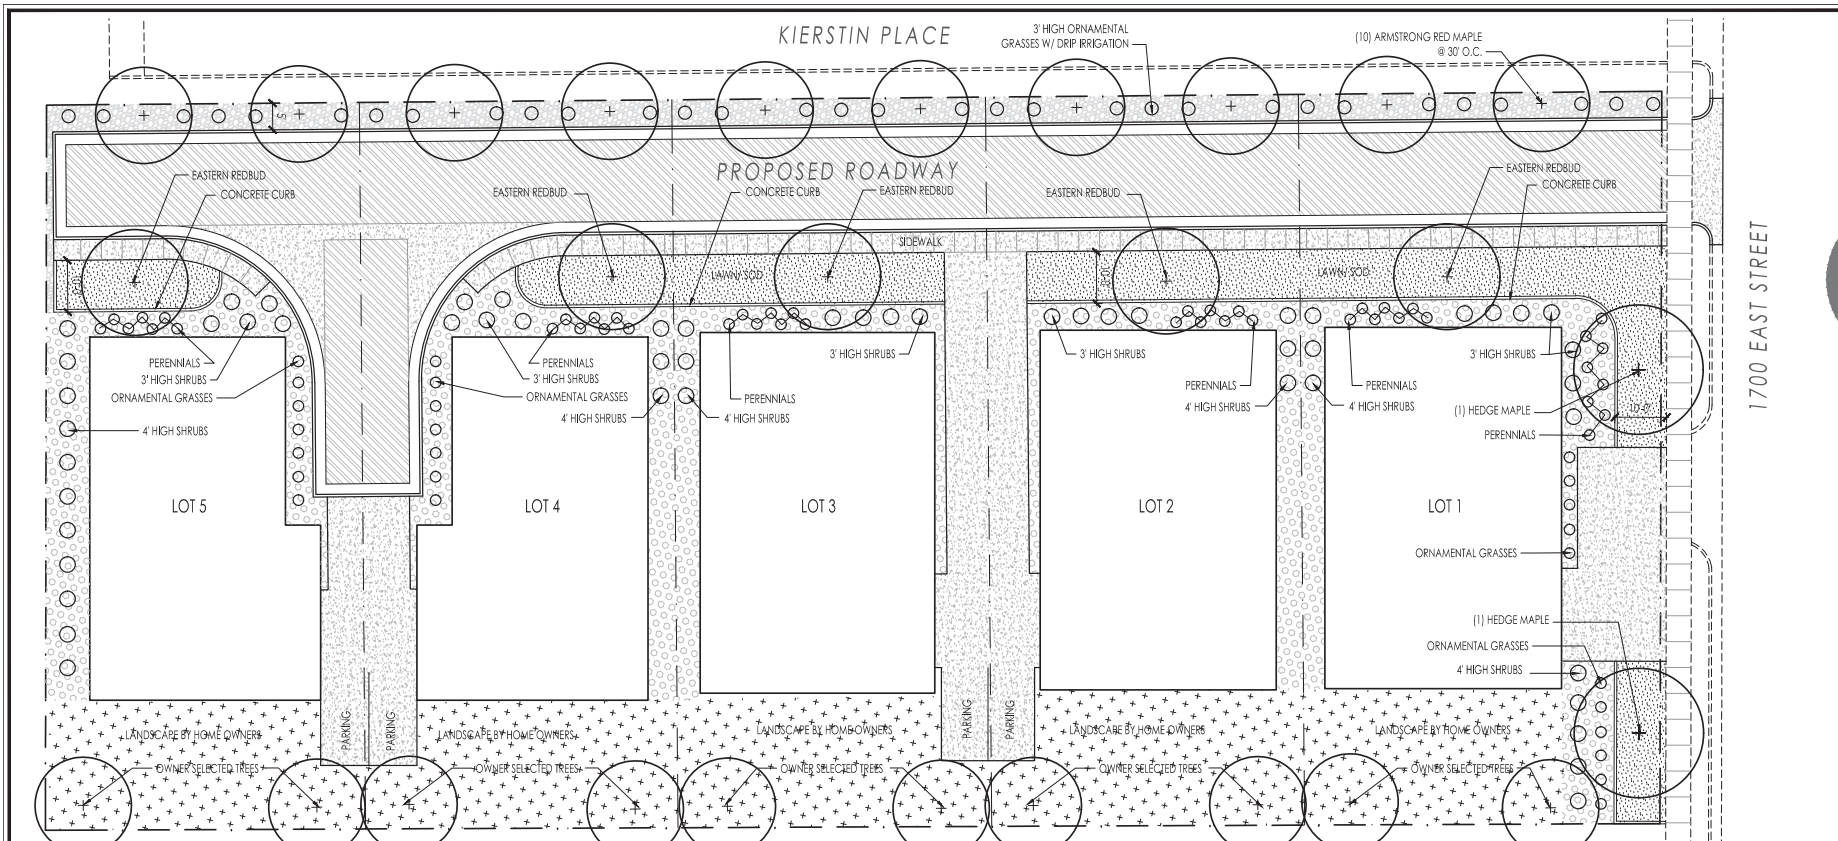 KIERSTIN PLACE
3' HIGH ORNAMENTAL
GRASSES W/ DRIP IRRIGATION
(10) ARMSTRONG RED MAPLE
@ 30' O.C.
5'
PROPOSED ROADWAY
EASTERN REDBUD
CONCRETE CURB
EASTERN REDBUD
CONCRETE CURB
EASTERN REDBUD
EASTERN REDBUD
EASTERN REDBUD
CONCRETE CURB
SIDEWALK
LAWN/ SOD
LAWN/ SOD
10'-0"
1700 EAST STREET
PERENNIALS
3' HIGH SHRUBS
ORNAMENTAL GRASSES
4' HIGH SHRUBS
PERENNIALS
3' HIGH SHRUBS
ORNAMENTAL GRASSES
4' HIGH SHRUBS
3' HIGH SHRUBS
PERENNIALS
4' HIGH SHRUBS
3' HIGH SHRUBS
PERENNIALS
4' HIGH SHRUBS
PERENNIALS
4' HIGH SHRUBS
3' HIGH SHRUBS
(1) HEDGE MAPLE
10'-0"
PERENNIALS
LOT 5
LOT 4
LOT 3
LOT 2
LOT 1
ORNAMENTAL GRASSES
(1) HEDGE MAPLE
ORNAMENTAL GRASSES
4' HIGH SHRUBS
PARKING
PARKING
PARKING
PARKING
LANDSCAPE BY HOME OWNERS
LANDSCAPE BY HOME OWNERS
LANDSCAPE BY HOME OWNERS
LANDSCAPE BY HOME OWNERS
LANDSCAPE BY HOME OWNERS
OWNER SELECTED TREES
OWNER SELECTED TREES
OWNER SELECTED TREES
OWNER SELECTED TREES
OWNER SELECTED TREES